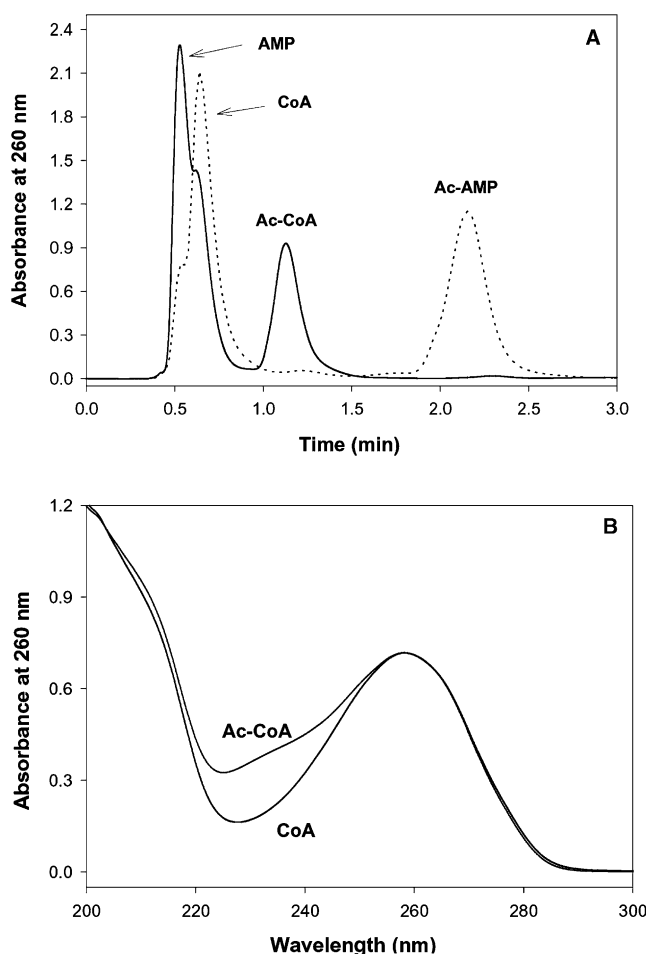 A
AMP
CoA
Ac-CoA
Ac-AMP
Absorbance at 260 nm
2.4
2.1
1.8
1.5
1.2
0.9
0.6
0.3
0.0
0.0 0.5 1.0 1.5 2.0 2.5 3.0
Time (min)
B
Ac-CoA
CoA
Absorbance at 260 nm
1.2
0.9
0.6
0.3
0.0
200 220 240 260 280 300
Wavelength (nm)